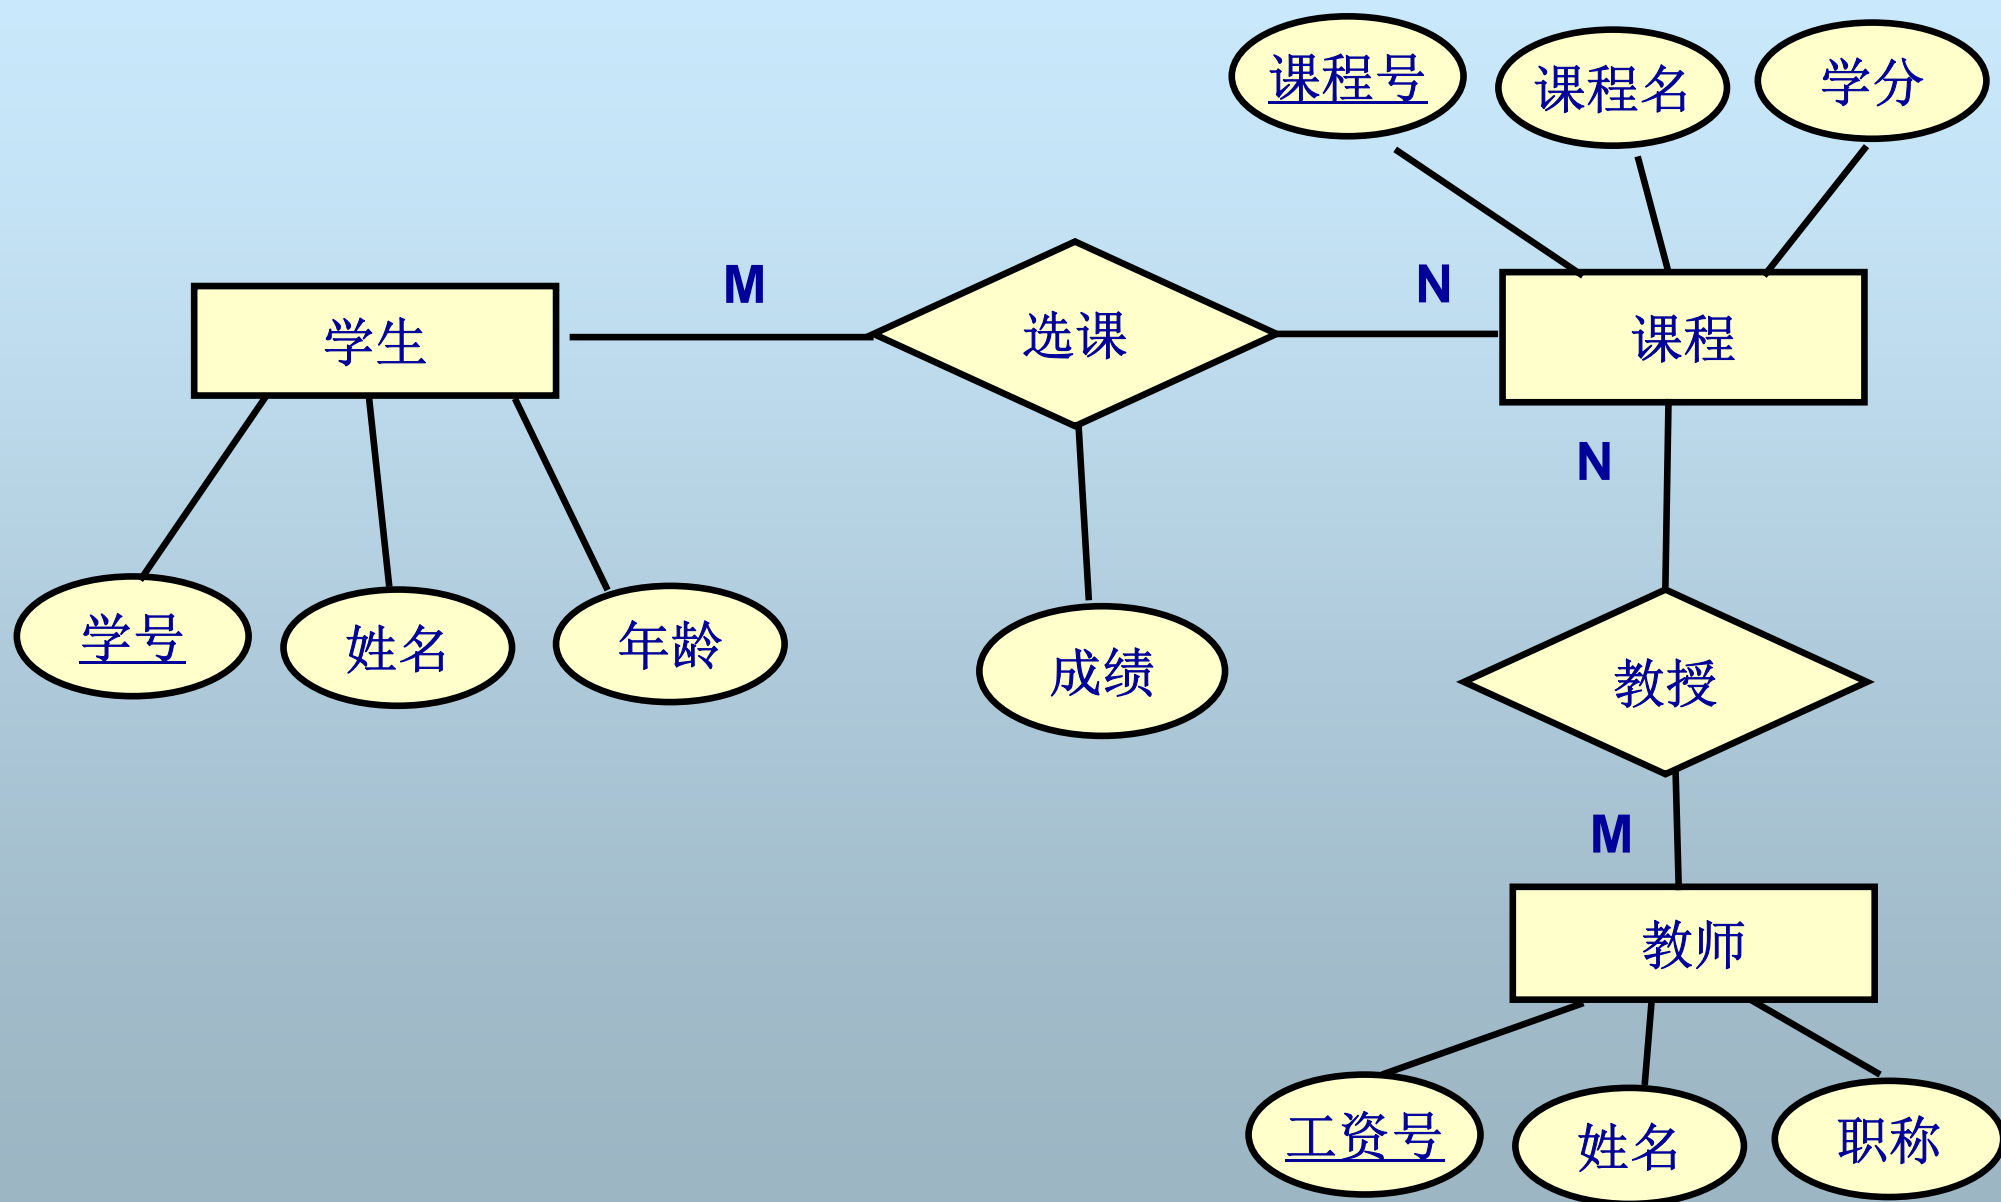 课程号
课程名
学分
M
N
学生
选课
课程
N
学号
姓名
年龄
成绩
教授
M
教师
工资号
姓名
职称